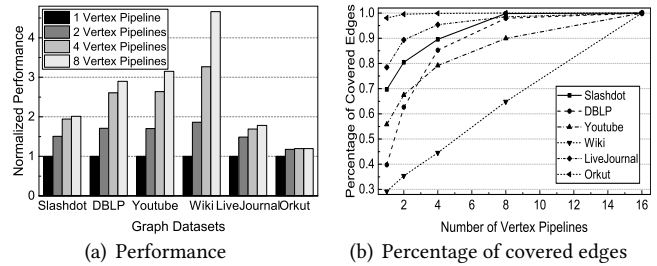 1 Vertex Pipeline
2 Vertex Pipelines
4 Vertex Pipelines
8 Vertex Pipelines
Normalized Performance
4
3
2
1
0
Slashdot DBLP Youtube Wiki LiveJournal Orkut
Graph Datasets
(a) Performance
Percentage of Covered Edges
1.0
0.9
0.8
0.7
0.6
0.5
0.4
0.3
Slashdot
DBLP
Youtube
Wiki
LiveJournal
Orkut
2 4 6 8 10 12 14 16
Number of Vertex Pipelines
(b) Percentage of covered edges